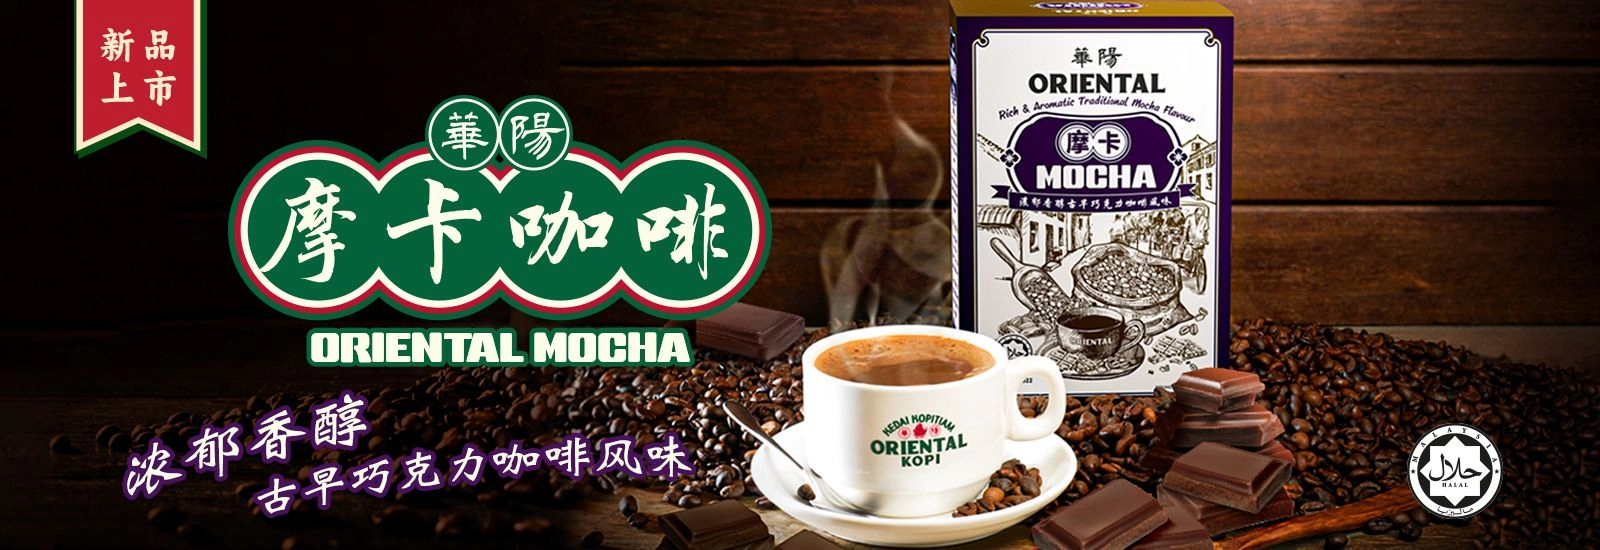 新品
上市
華陽
摩卡咖啡
ORIENTAL MOCHA
浓郁香醇
古早巧克力咖啡风味
華陽
ORIENTAL
Rich & Aromatic Traditional Mocha Flavour
摩卡
MOCHA
濃郁香醇古早巧克力咖啡風味
ORIENTAL
KEDAI KOPITIAM
ORIENTAL
KOPI
MALAYSIA
حلال
HALAL
مليسيا